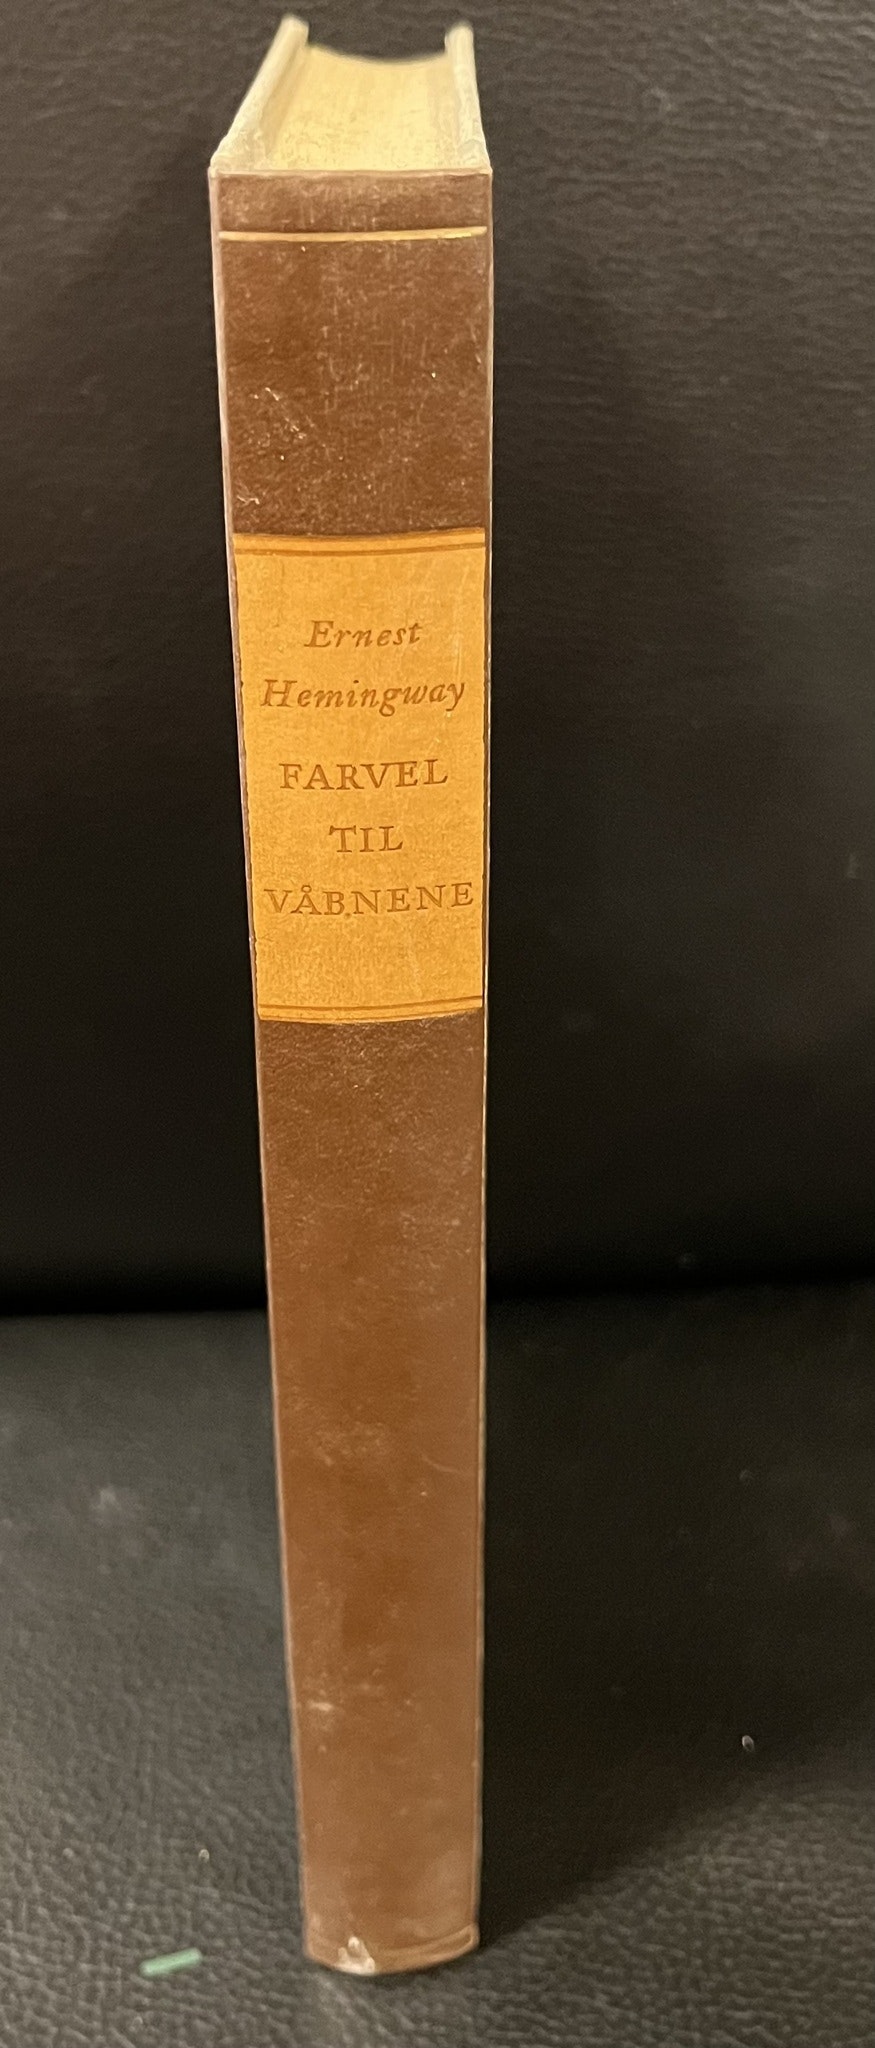 Ernest
Hemingway
FARVEL
TIL
VÅBNENE